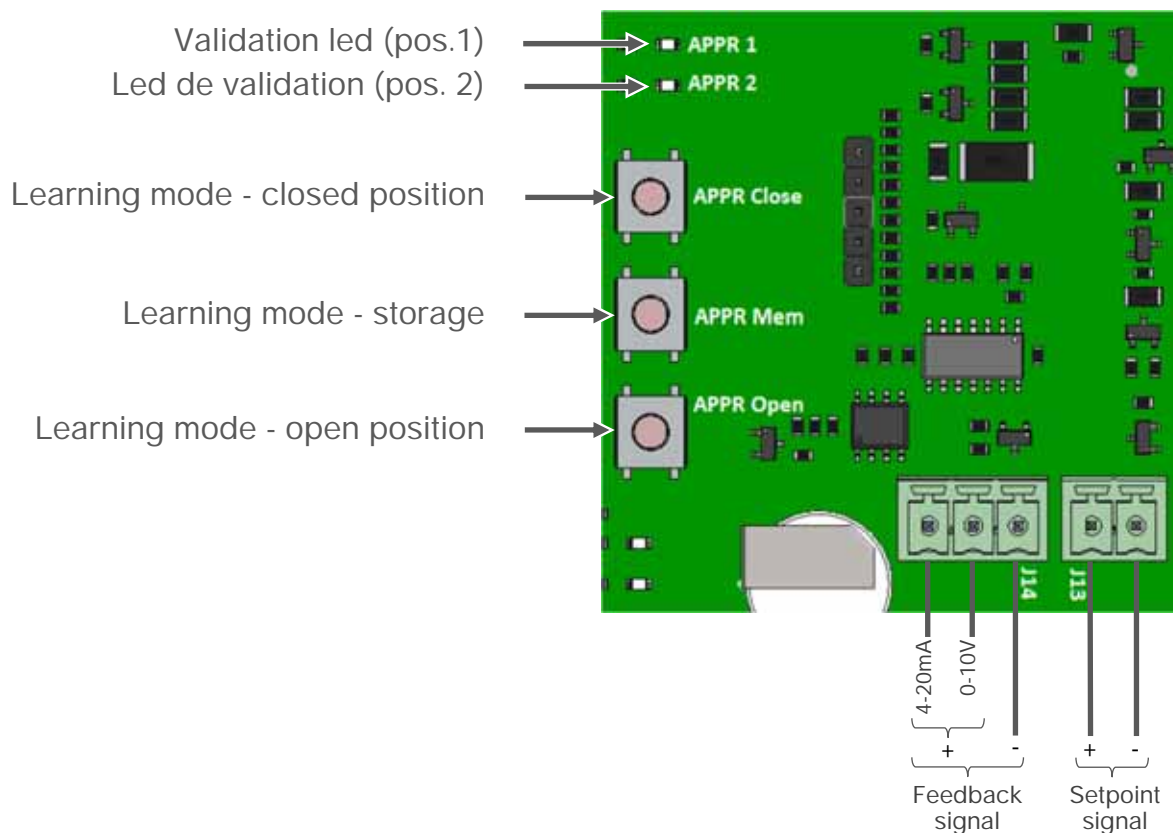 Validation led (pos.1)
APPR 1
Led de validation (pos. 2)
APPR 2
Learning mode - closed position
APPR Close
Learning mode - storage
APPR Mem
APPR Open
Learning mode - open position
J14
J13
4-20mA
0-10V
+
-
+
-
Feedback
signal
Setpoint
signal